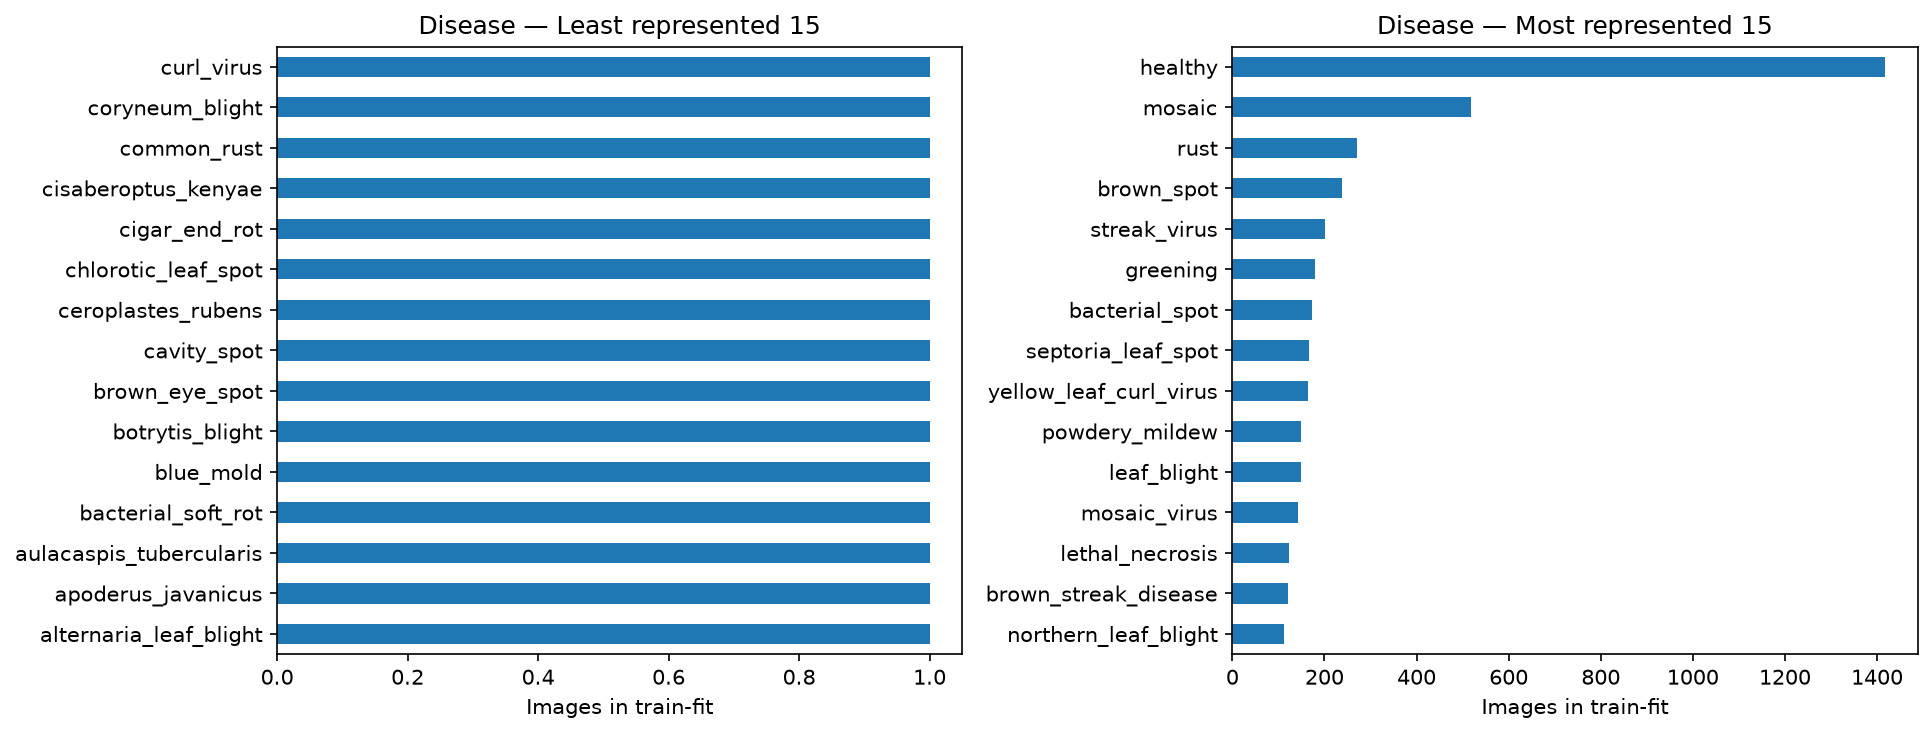 Disease — Least represented 15
curl_virus
coryneum_blight
common_rust
cisaberoptus_kenyae
cigar_end_rot
chlorotic_leaf_spot
ceroplastes_rubens
cavity_spot
brown_eye_spot
botrytis_blight
blue_mold
bacterial_soft_rot
aulacaspis_tubercularis
apoderus_javanicus
alternaria_leaf_blight
0.0 0.2 0.4 0.6 0.8 1.0
Images in train-fit
Disease — Most represented 15
healthy
mosaic
rust
brown_spot
streak_virus
greening
bacterial_spot
septoria_leaf_spot
yellow_leaf_curl_virus
powdery_mildew
leaf_blight
mosaic_virus
lethal_necrosis
brown_streak_disease
northern_leaf_blight
0 200 400 600 800 1000 1200 1400
Images in train-fit